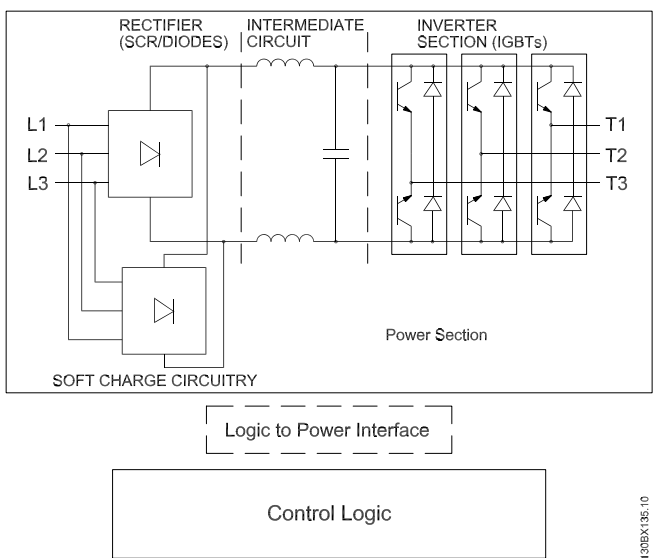 RECTIFIER
(SCR/DIODES)
INTERMEDIATE
CIRCUIT
INVERTER
SECTION (IGBTs)
L1
L2
L3
T1
T2
T3
Power Section
SOFT CHARGE CIRCUITRY
Logic to Power Interface
Control Logic
130BX135.10